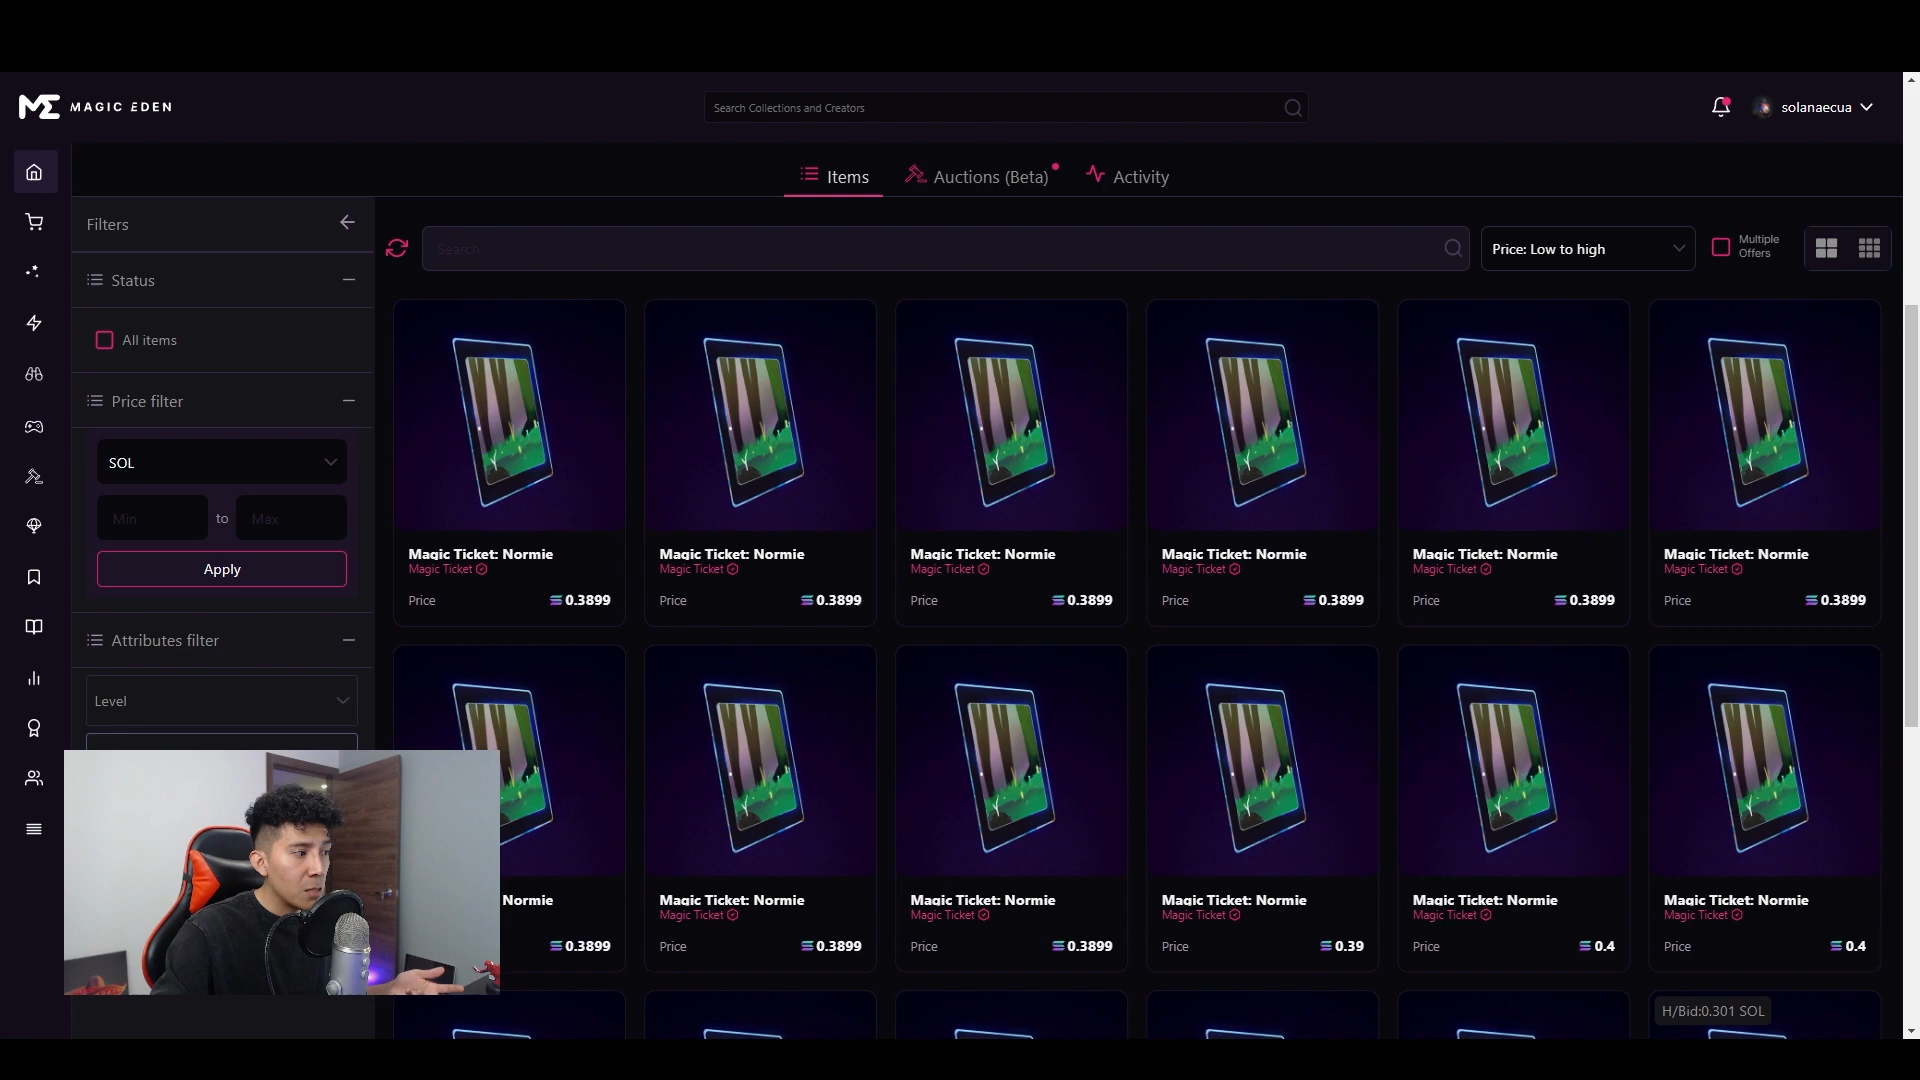 MAGIC EDEN
Search Collections and Creators
solanaecua
Items
Auctions (Beta)
Activity
Filters
Search
Price: Low to high
Multiple
Offers
Status
All items
Price filter
SOL
Min to Max
Apply
Attributes filter
Level
Magic Ticket: Normie
Magic Ticket
Price 0.3899
Magic Ticket: Normie
Magic Ticket
Price 0.3899
Magic Ticket: Normie
Magic Ticket
Price 0.3899
Magic Ticket: Normie
Magic Ticket
Price 0.3899
Magic Ticket: Normie
Magic Ticket
Price 0.3899
Magic Ticket: Normie
Magic Ticket
Price 0.3899
Normie
0.3899
Magic Ticket: Normie
Magic Ticket
Price 0.3899
Magic Ticket: Normie
Magic Ticket
Price 0.3899
Magic Ticket: Normie
Magic Ticket
Price 0.39
Magic Ticket: Normie
Magic Ticket
Price 0.4
Magic Ticket: Normie
Magic Ticket
Price 0.4
H/Bid:0.301 SOL